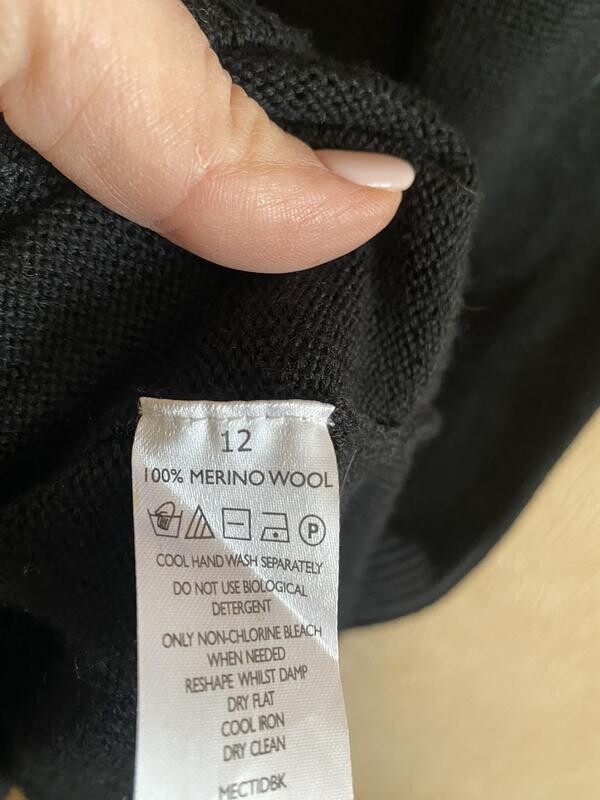 12
100% MERINO WOOL
P
COOL HAND WASH SEPARATELY
DO NOT USE BIOLOGICAL
DETERGENT
ONLY NON-CHLORINE BLEACH
WHEN NEEDED
RESHAPE WHILST DAMP
DRY FLAT
COOL IRON
DRY CLEAN
MECTIDBK